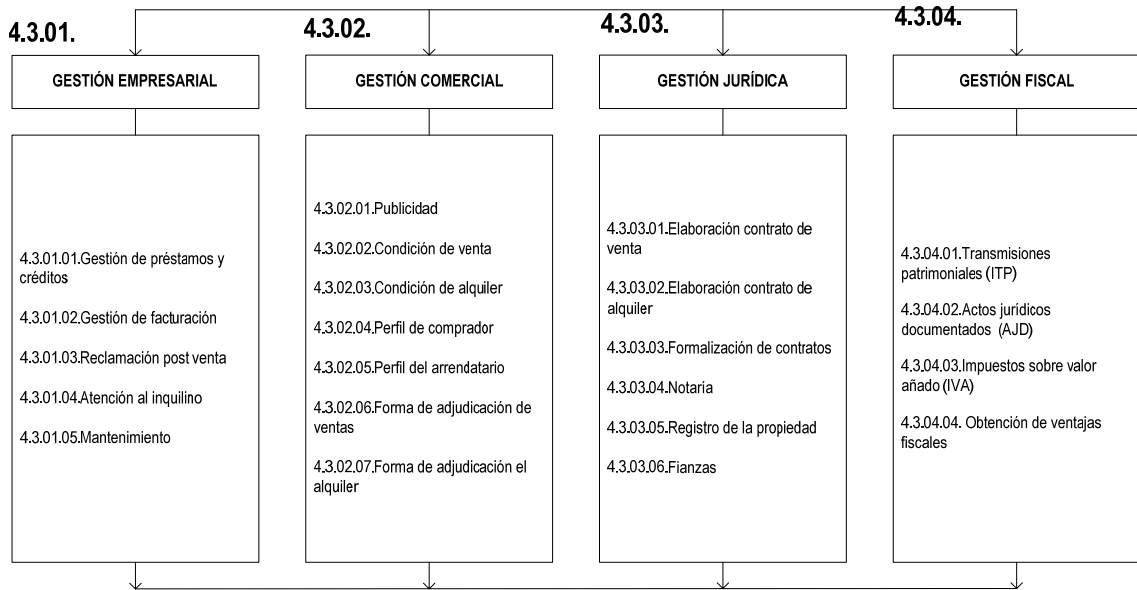 4.3.01.
GESTIÓN EMPRESARIAL
4.3.01.01.Gestión de préstamos y
créditos
4.3.01.02.Gestión de facturación
4.3.01.03.Reclamación post venta
4.3.01.04.Atención al inquilino
4.3.01.05.Mantenimiento
4.3.02.
GESTIÓN COMERCIAL
4.3.02.01.Publicidad
4.3.02.02.Condición de venta
4.3.02.03.Condición de alquiler
4.3.02.04.Perfil de comprador
4.3.02.05.Perfil del arrendatario
4.3.02.06.Forma de adjudicación de
ventas
4.3.02.07.Forma de adjudicación el
alquiler
4.3.03.
GESTIÓN JURÍDICA
4.3.03.01.Elaboración contrato de
venta
4.3.03.02.Elaboración contrato de
alquiler
4.3.03.03.Formalización de contratos
4.3.03.04.Notaría
4.3.03.05.Registro de la propiedad
4.3.03.06.Fianzas
4.3.04.
GESTIÓN FISCAL
4.3.04.01.Transmisiones
patrimoniales (ITP)
4.3.04.02.Actos jurídicos
documentados (AJD)
4.3.04.03.Impuestos sobre valor
añado (IVA)
4.3.04.04. Obtención de ventajas
fiscales